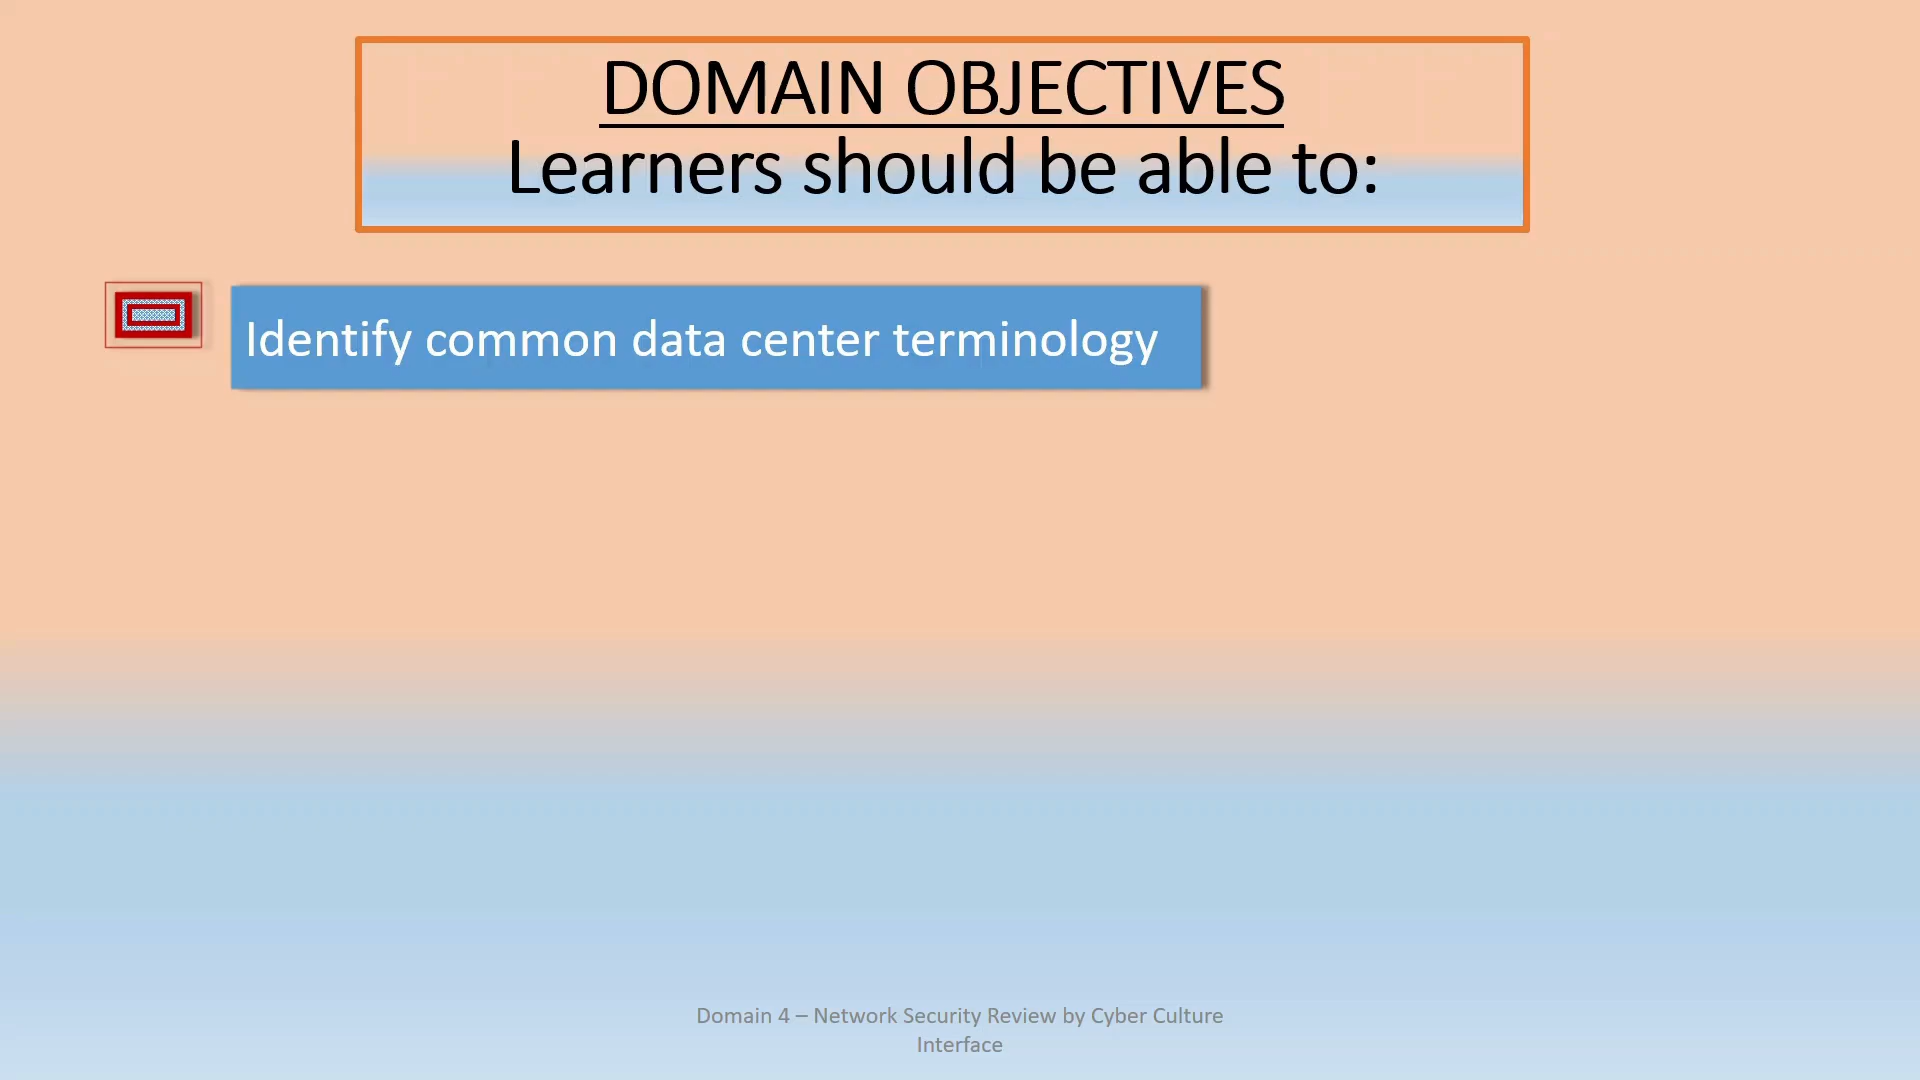 DOMAIN OBJECTIVES
Learners should be able to:
Identify common data center terminology
Domain 4 – Network Security Review by Cyber Culture
Interface